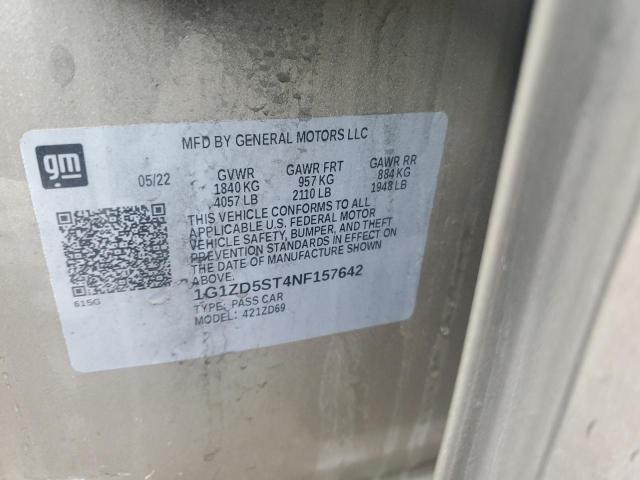 MFD BY GENERAL MOTORS LLC
gm
05/22 GVWR GAWR FRT GAWR RR
1840 KG 957 KG 884 KG
4057 LB 2110 LB 1948 LB
THIS VEHICLE CONFORMS TO ALL
APPLICABLE U.S. FEDERAL MOTOR
VEHICLE SAFETY, BUMPER, AND THEFT
PREVENTION STANDARDS IN EFFECT ON
THE DATE OF MANUFACTURE SHOWN
ABOVE.
615G
1G1ZD5ST4NF157642
TYPE: PASS CAR
MODEL: 421ZD69